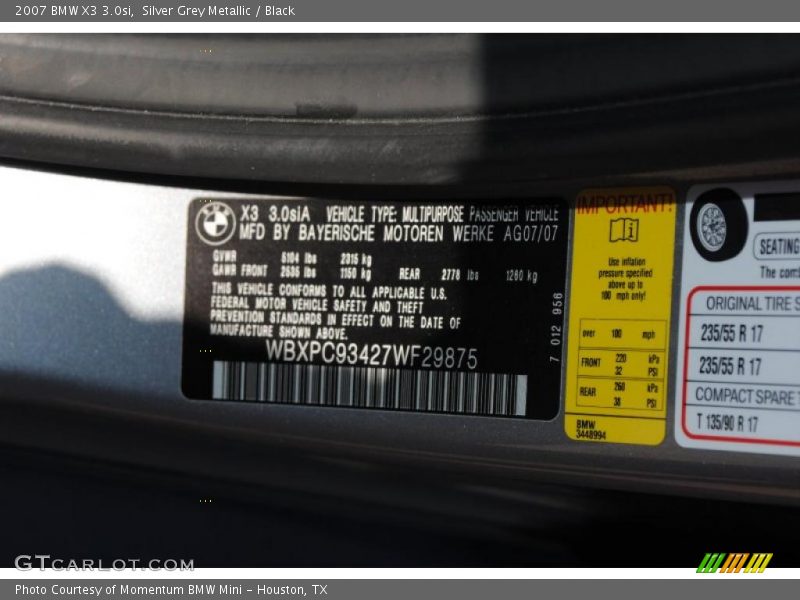 2007 BMW X3 3.0si, Silver Grey Metallic / Black
X3 3.0siA VEHICLE TYPE: MULTIPURPOSE PASSENGER VEHICLE
MFD BY BAYERISCHE MOTOREN WERKE AG07/07
GVWR 5104 lbs 2315 kg
GAWR FRONT 2535 lbs 1150 kg REAR 2778 lbs 1260 kg
THIS VEHICLE CONFORMS TO ALL APPLICABLE U.S.
FEDERAL MOTOR VEHICLE SAFETY AND THEFT
PREVENTION STANDARDS IN EFFECT ON THE DATE OF
MANUFACTURE SHOWN ABOVE.
WBXPC93427WF29875
7 012 956
IMPORTANT!
Use inflation
pressure specified
above up to
100 mph only!
over 100 mph
FRONT 220 kPa
32 PSI
REAR 260 kPa
38 PSI
BMW
3448994
SEATING
The com
ORIGINAL TIRE S
235/55 R 17
235/55 R 17
COMPACT SPARE T
T 135/90 R 17
GTCARLOT.COM
Photo Courtesy of Momentum BMW Mini - Houston, TX